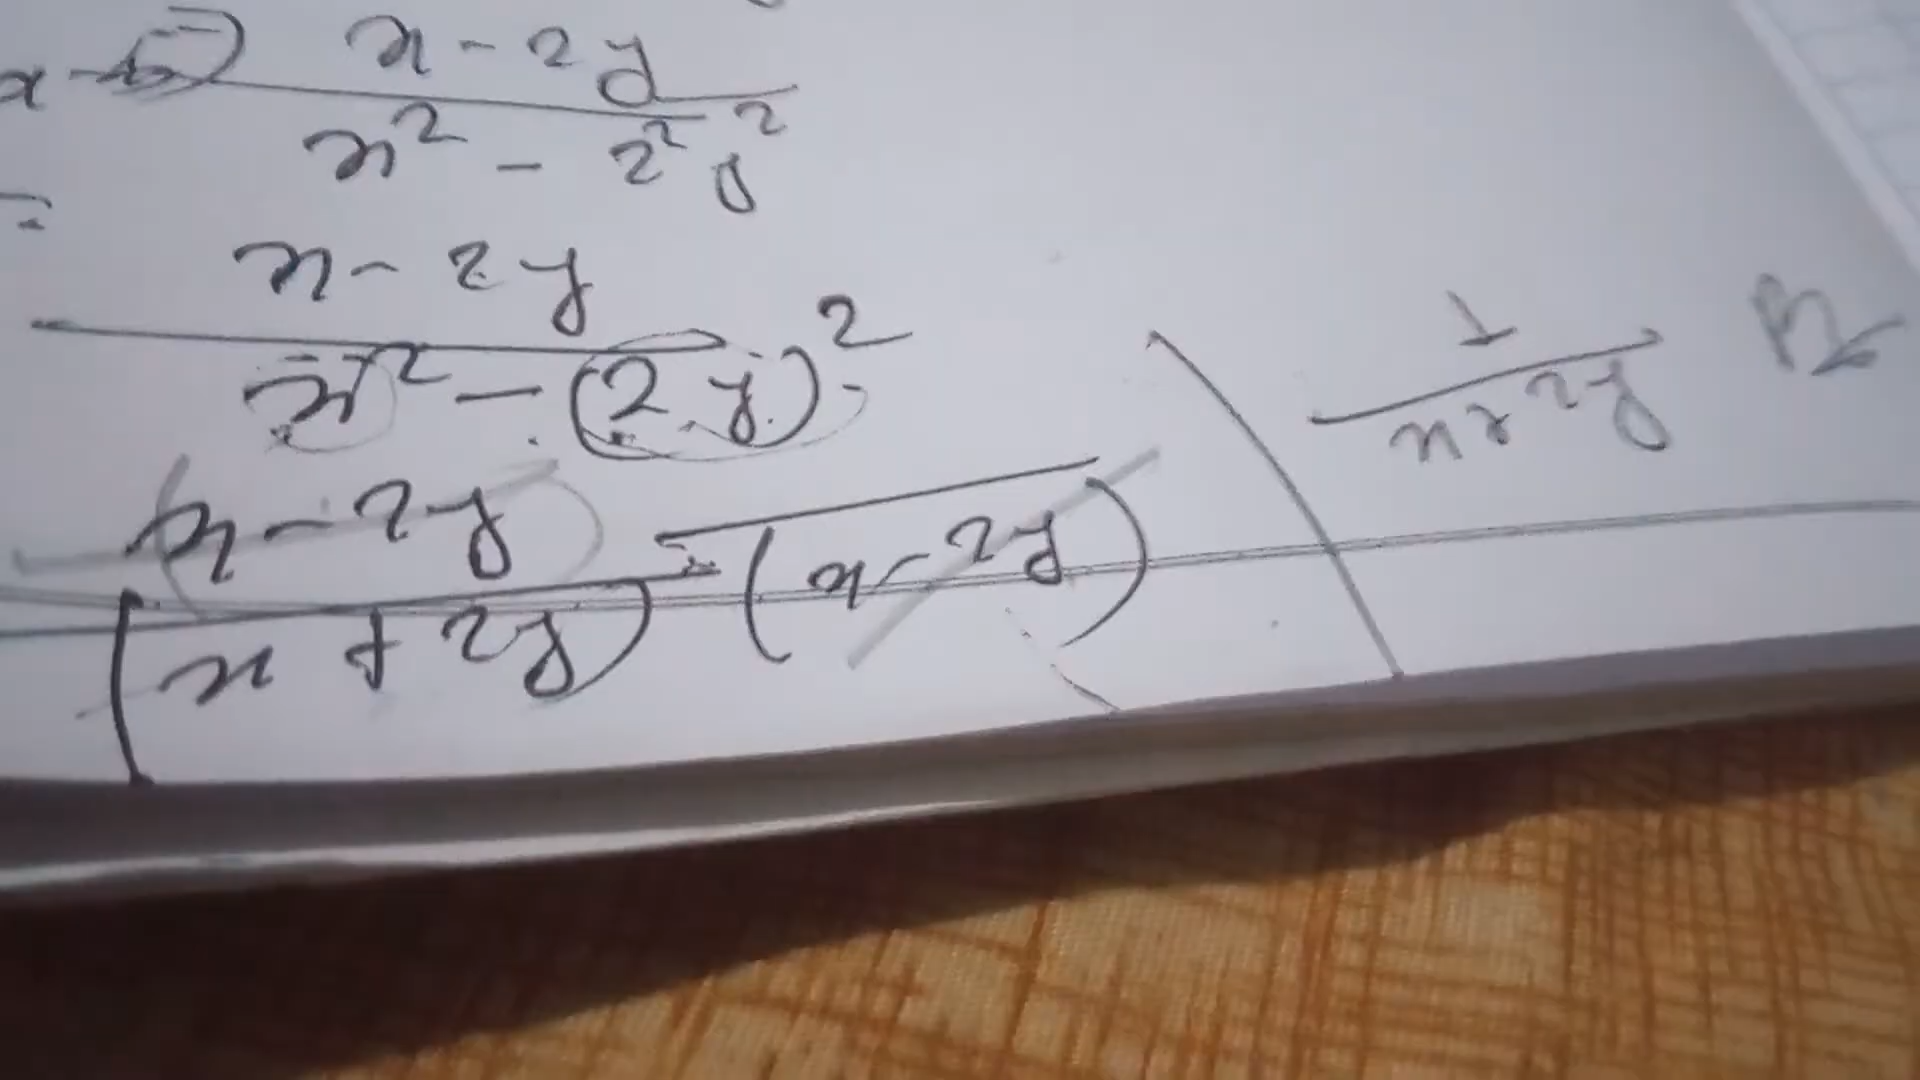 x - 2y
x² - 2²y²
=
x - 2y
x² - (2y)²
x - 2y
(x + 2y) (x - 2y)
1
x + 2y